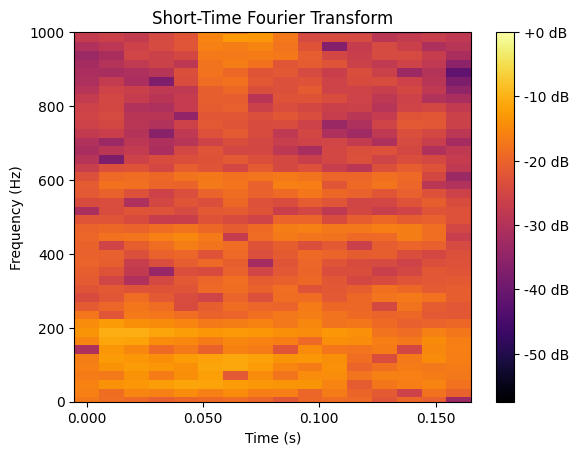 Short-Time Fourier Transform
1000
800
600
400
200
0
Frequency (Hz)
0.000
0.050
0.100
0.150
Time (s)
+0 dB
-10 dB
-20 dB
-30 dB
-40 dB
-50 dB